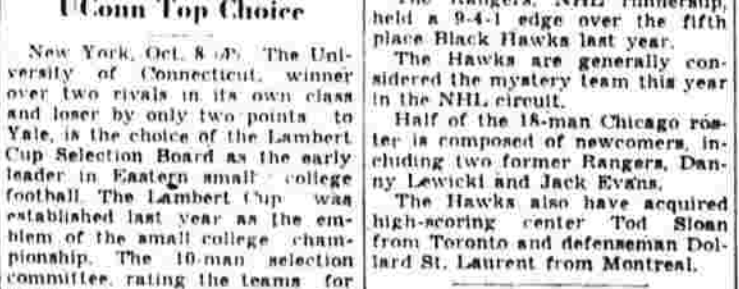 UConn Top Choice
New York, Oct. 8 (AP) The Uni-
versity of Connecticut, winner
over two rivals in its own class
and loser by only two points to
Yale, is the choice of the Lambert
Cup Selection Board as the early
leader in Eastern small college
football. The Lambert Cup was
established last year as the em-
blem of the small college cham-
pionship. The 10-man selection
committee, rating the teams for
The Rangers, NHL
held a 9-4-1 edge over the fifth
place Black Hawks last year.
The Hawks are generally con-
sidered the mystery team this year
in the NHL circuit.
Half of the 18-man Chicago ros-
ter is composed of newcomers, in-
cluding two former Rangers, Dan-
ny Lewicki and Jack Evans.
The Hawks also have acquired
high-scoring center Tod Sloan
from Toronto and defenseman Dol-
lard St. Laurent from Montreal.